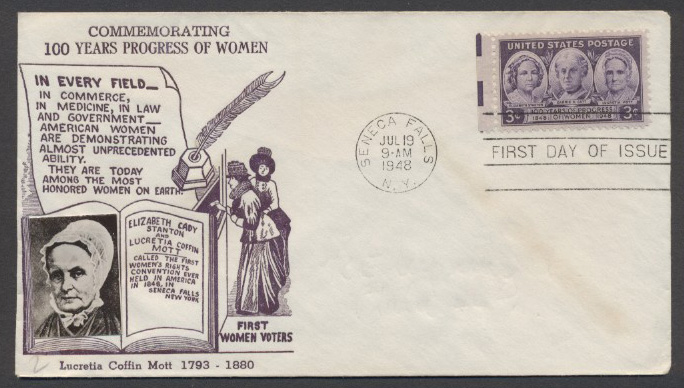 COMMEMORATING
100 YEARS PROGRESS OF WOMEN
IN EVERY FIELD_
IN COMMERCE,
IN MEDICINE, IN LAW
AND GOVERNMENT_
AMERICAN WOMEN
ARE DEMONSTRATING
ALMOST UNPRECEDENTED
ABILITY.
THEY ARE TODAY
AMONG THE MOST
HONORED WOMEN ON EARTH.
ELIZABETH CADY
STANTON
AND
LUCRETIA COFFIN
MOTT
CALLED THE FIRST
WOMEN'S RIGHTS
CONVENTION EVER
HELD IN AMERICA
IN 1848, IN
SENECA FALLS
NEW YORK
FIRST
WOMEN VOTERS
Lucretia Coffin Mott 1793 - 1880
2
SENECA FALLS
JUL 19
9-AM
1948
N.Y.
UNITED STATES POSTAGE
3¢
1848 OF WOMEN 1948
3¢
FIRST DAY OF ISSUE